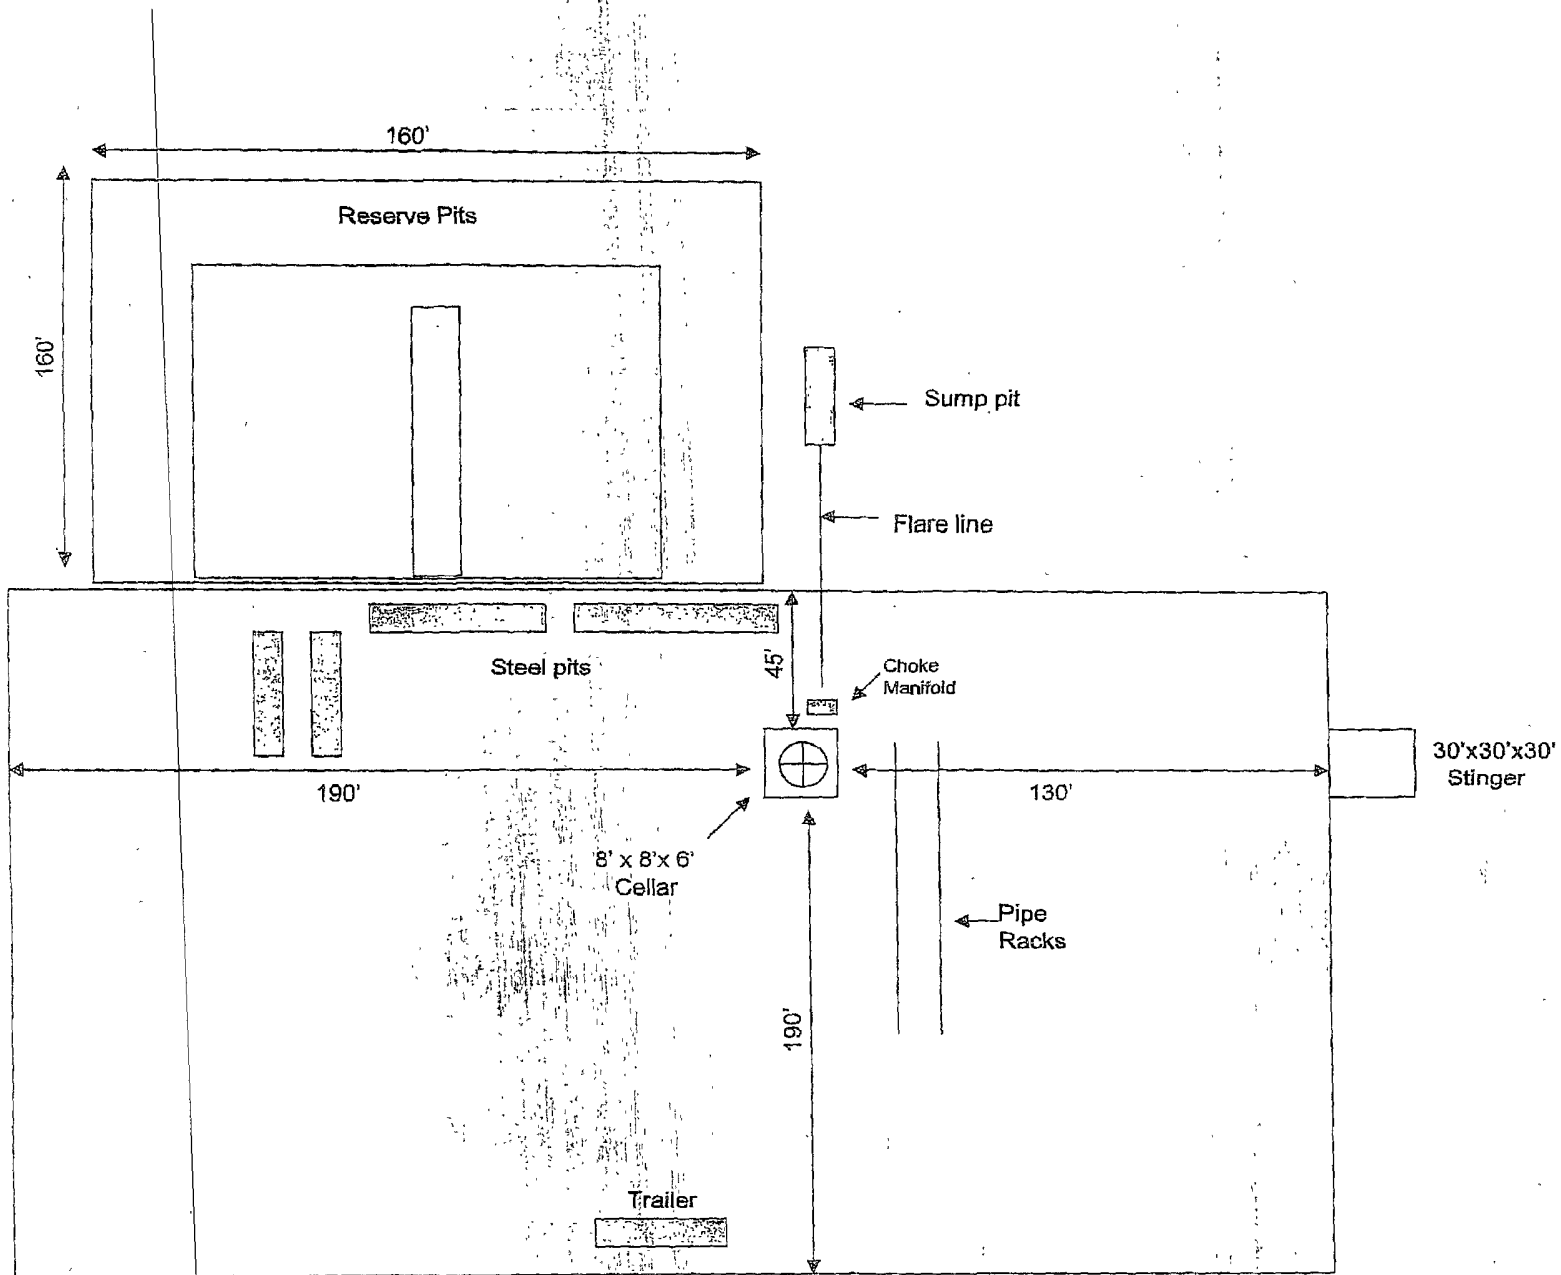 160'
Reserve Pits
160'
Sump pit
Flare line
Steel pits
45'
Choke
Manifold
190'
130'
30'x30'x30'
Stinger
8' x 8'x 6'
Cellar
Pipe
Racks
190'
Trailer